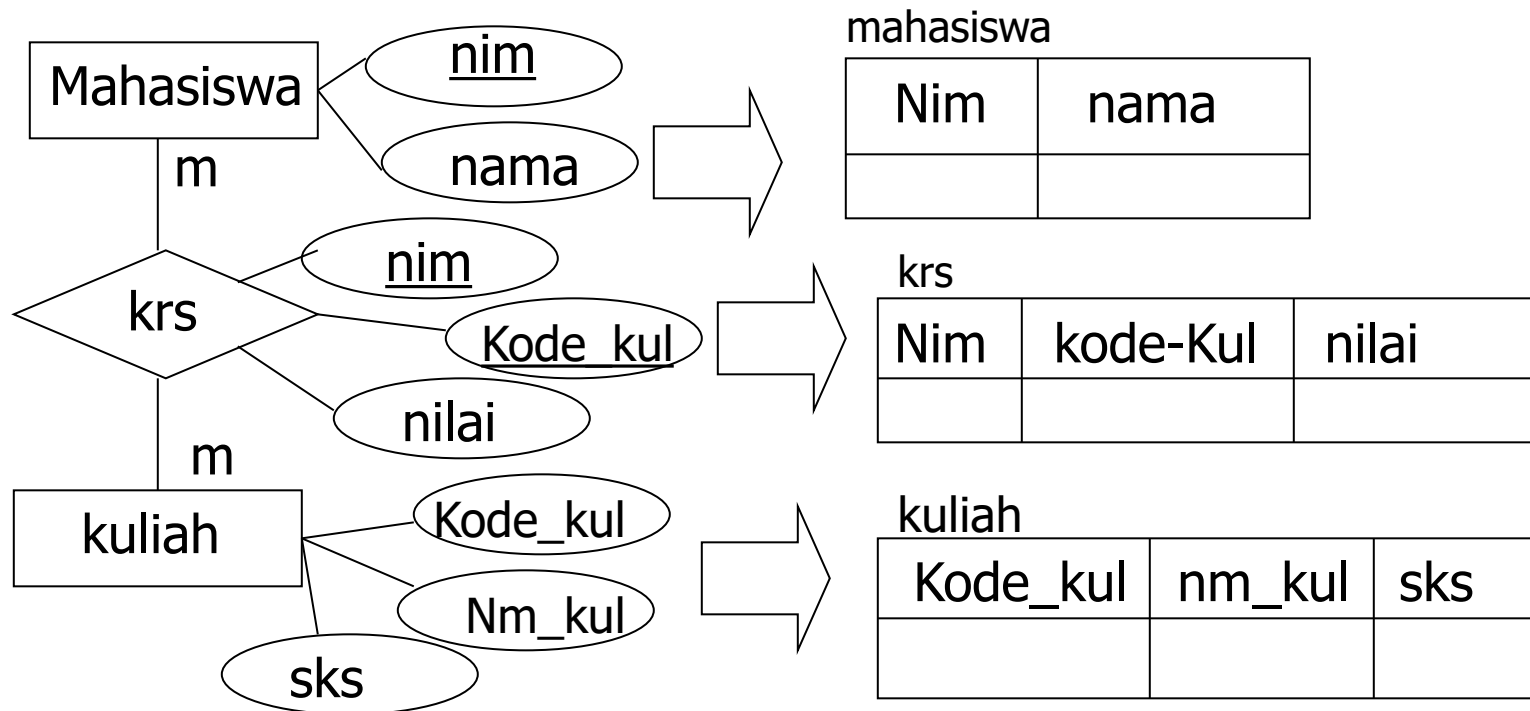 mahasiswa
Mahasiswa
nim
nama
Nim nama
m
krs
nim
Kode_kul
nilai
krs
Nim kode-Kul nilai
m
kuliah
Kode_kul
Nm_kul
sks
kuliah
Kode_kul nm_kul sks